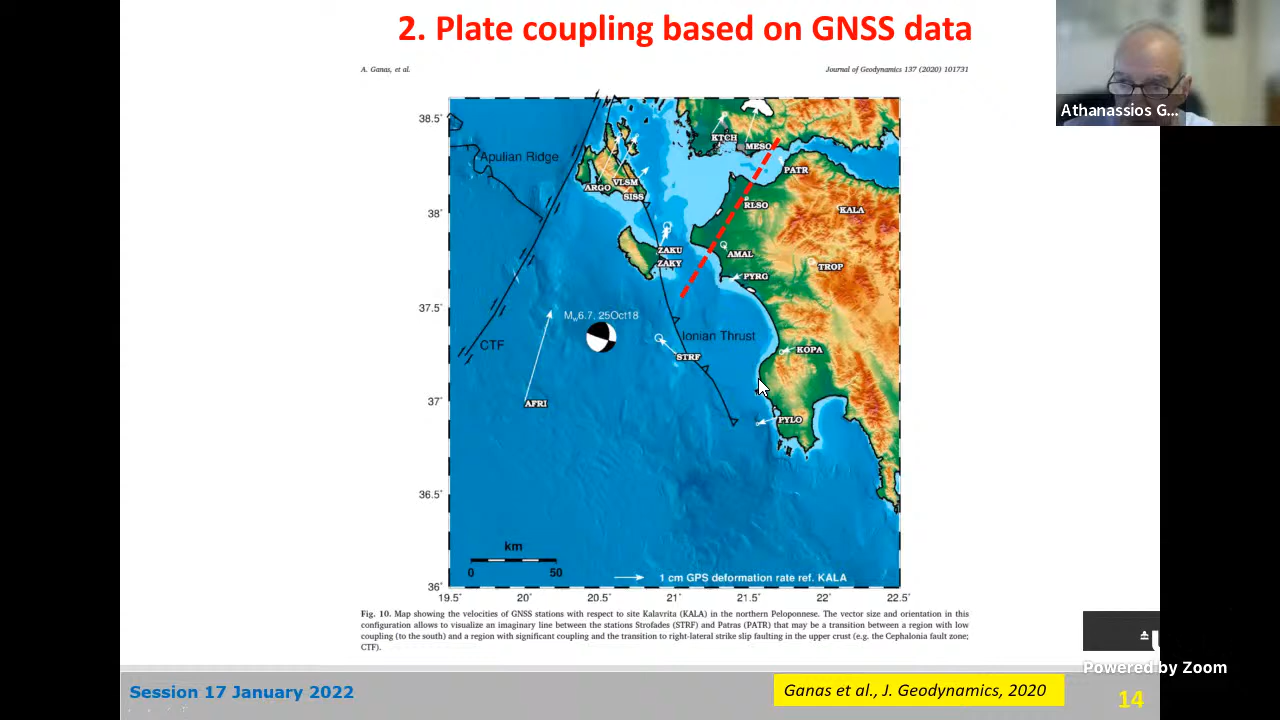 2. Plate coupling based on GNSS data
Athanassios G...
A. Ganas, et al.
Journal of Geodynamics 137 (2020) 101731
38.5°
38°
37.5°
37°
36.5°
36°
19.5°
20°
20.5°
21°
21.5°
22°
22.5°
Apulian Ridge
KTCH
MESO
PATR
ARGO
VLSM
SISS
RLSO
KALA
ZAKU
ZAKY
AMAL
TROP
PYRG
Mw6.7, 25Oct18
CTF
Ionian Thrust
STRF
KOPA
AFRI
PYLO
km
0
50
1 cm GPS deformation rate ref. KALA
Fig. 10. Map showing the velocities of GNSS stations with respect to site Kalavrita (KALA) in the northern Peloponnese. The vector size and orientation in this
configuration allows to visualize an imaginary line between the stations Strofades (STRF) and Patras (PATR) that may be a transition between a region with low
coupling (to the south) and a region with significant coupling and the transition to right-lateral strike slip faulting in the upper crust (e.g. the Cephalonia fault zone;
CTF).
Powered by Zoom
Session 17 January 2022
Ganas et al., J. Geodynamics, 2020
14